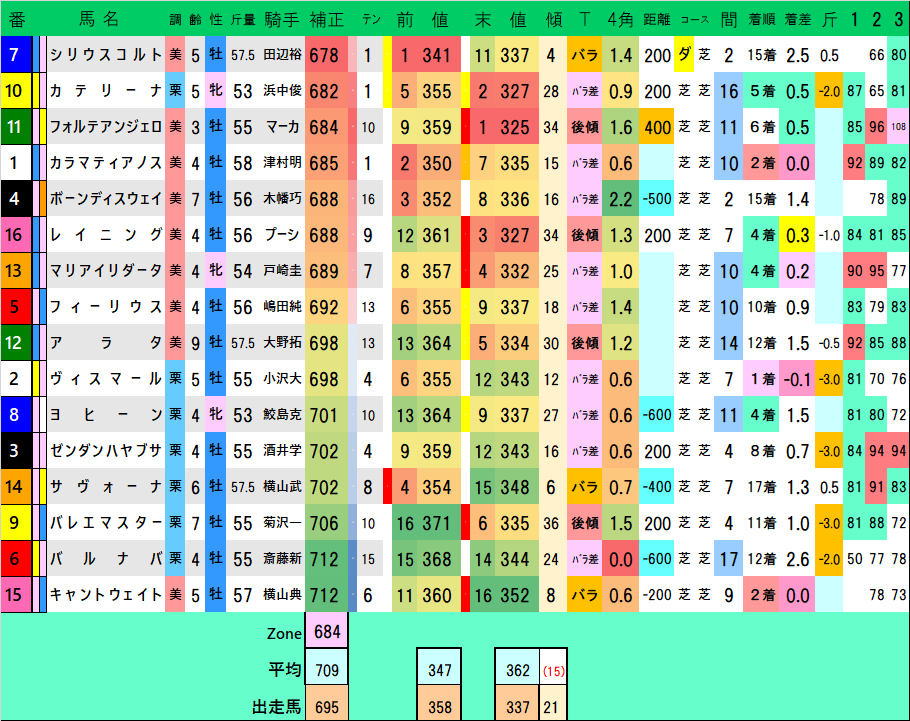 番 馬名 調 齢 性 斤量 騎手 補正 テン 前 値 末 値 傾 T 4角 距離 コース 間 着順 着差 斤 1 2 3
7 シリウスコルト 美 5 牡 57.5 田辺裕 678 1 1 341 11 337 4 バラ 1.4 200 ダ 芝 2 15着 2.5 0.5 66 80
10 カテリーナ 栗 5 牝 53 浜中俊 682 1 5 355 2 327 28 バラ差 0.9 200 芝 芝 16 5着 0.5 -2.0 87 65 81
11 フォルテアンジェロ 美 3 牡 55 マーカ 684 10 9 359 1 325 34 後傾 1.6 400 芝 芝 11 6着 0.5 85 96 108
1 カラマティアノス 美 4 牡 58 津村明 685 1 2 350 7 335 15 バラ差 0.6 芝 芝 10 2着 0.0 92 89 82
4 ボーンディスウェイ 美 7 牡 56 木幡巧 688 16 3 352 8 336 16 バラ差 2.2 -500 芝 芝 2 15着 1.4 78 89
16 レイニング 美 4 牡 56 プーシ 688 9 12 361 3 327 34 後傾 1.3 200 芝 芝 7 4着 0.3 -1.0 84 81 85
13 マリアイリダータ 美 4 牝 54 戸崎圭 689 7 8 357 4 332 25 バラ差 1.0 芝 芝 10 4着 0.2 90 95 77
5 フィーリウス 美 4 牡 56 嶋田純 692 13 6 355 9 337 18 バラ差 1.4 芝 芝 10 10着 0.9 83 79 83
12 アラタ 美 9 牡 57.5 大野拓 698 13 13 364 5 334 30 後傾 1.2 芝 芝 14 12着 1.5 -0.5 92 85 88
2 ヴィスマール 栗 5 牡 55 小沢大 698 4 6 355 12 343 12 バラ差 0.6 芝 芝 7 1着 -0.1 -3.0 81 70 76
8 ヨヒーン 栗 4 牝 53 鮫島克 701 10 13 364 9 337 27 バラ差 0.6 -600 芝 芝 11 4着 1.5 81 80 72
3 ゼンダンハヤブサ 栗 4 牡 55 酒井学 702 4 9 359 12 343 16 バラ差 0.6 200 芝 芝 4 8着 0.7 -3.0 84 94 94
14 サヴォーナ 栗 6 牡 57.5 横山武 702 8 4 354 15 348 6 バラ 0.7 -400 芝 芝 7 17着 1.3 0.5 81 91 83
9 バレエマスター 栗 7 牡 55 菊沢一 706 10 16 371 6 335 36 後傾 1.5 200 芝 芝 4 11着 1.0 -3.0 81 88 72
6 バルナバ 栗 4 牡 55 斎藤新 712 15 15 368 14 344 24 バラ差 0.0 -600 芝 芝 17 12着 2.6 -2.0 50 77 78
15 キャントウェイト 美 5 牡 57 横山典 712 6 11 360 16 352 8 バラ 0.6 -200 芝 芝 9 2着 0.0 78 73
Zone 684
平均 709 347 362 (15)
出走馬 695 358 337 21